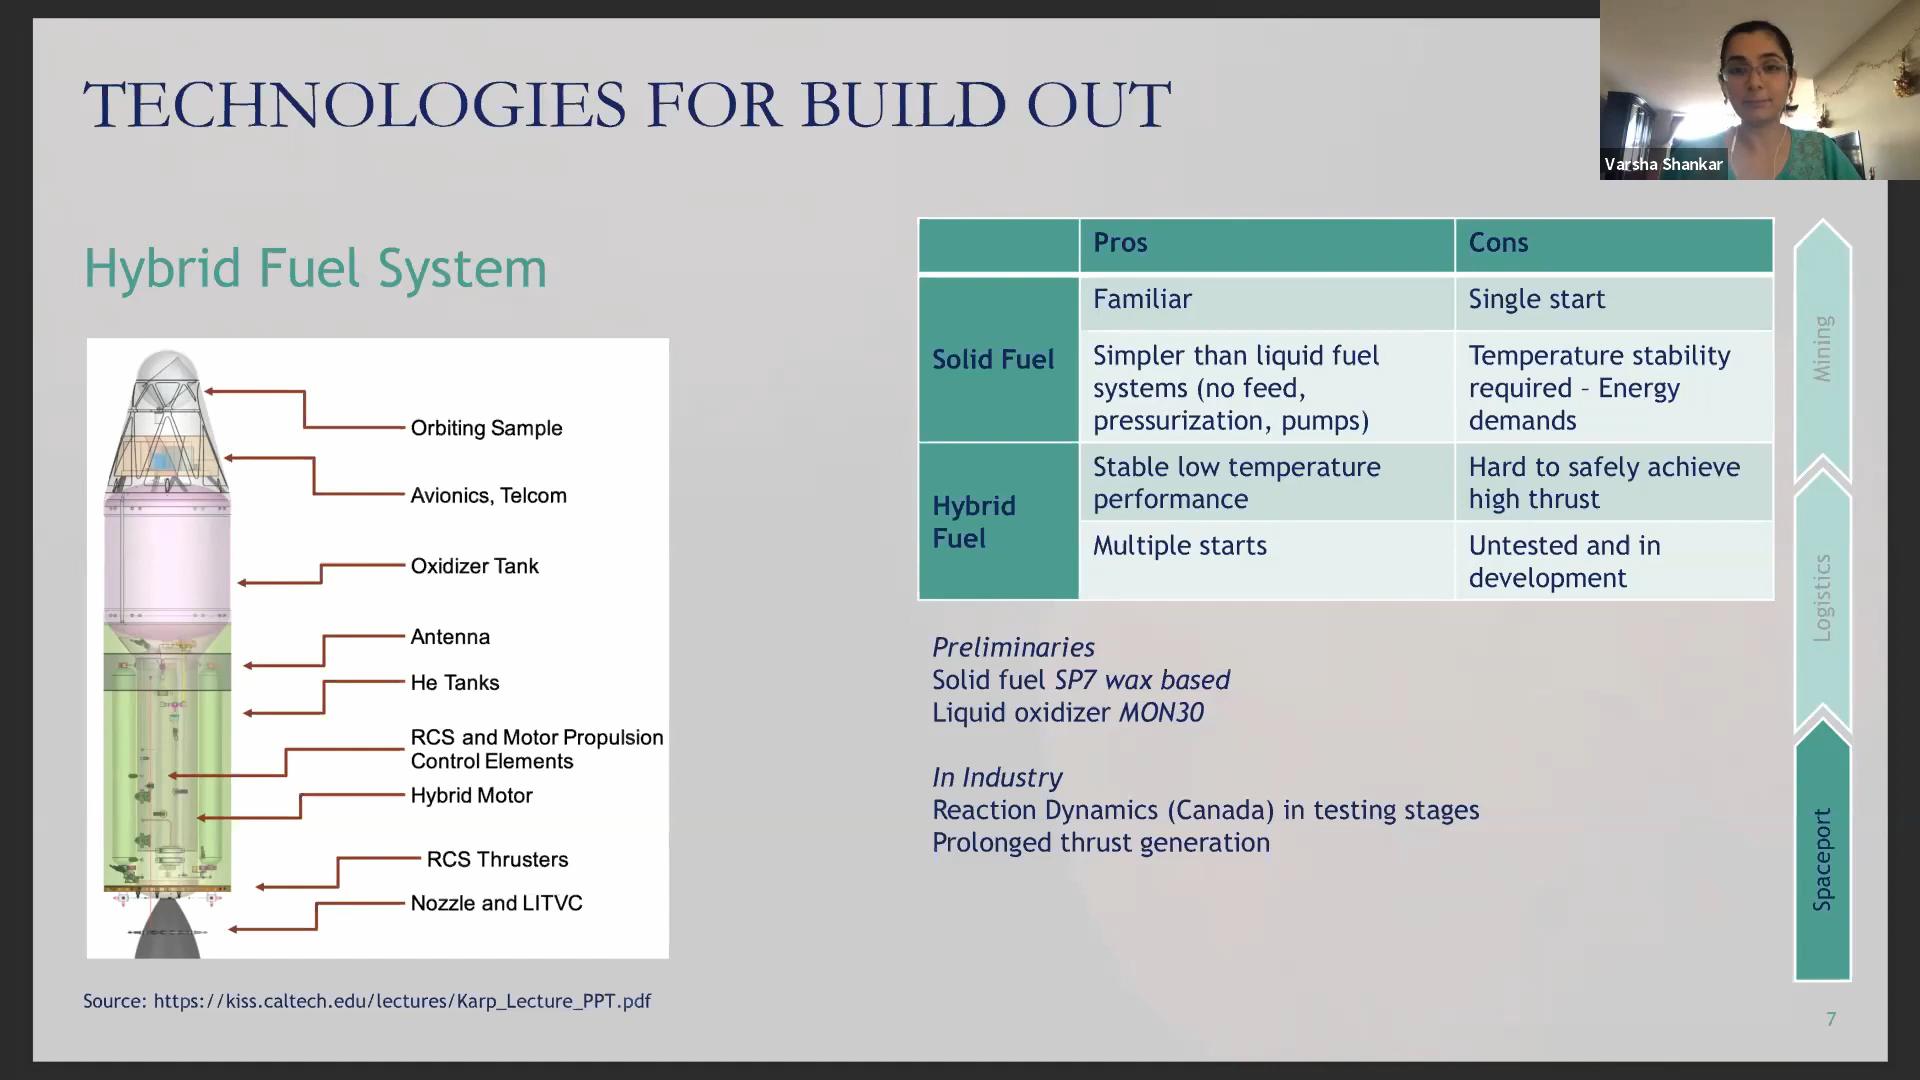 TECHNOLOGIES FOR BUILD OUT
Varsha Shankar
Hybrid Fuel System
Orbiting Sample
Avionics, Telcom
Oxidizer Tank
Antenna
He Tanks
RCS and Motor Propulsion
Control Elements
Hybrid Motor
RCS Thrusters
Nozzle and LITVC
Source: https://kiss.caltech.edu/lectures/Karp_Lecture_PPT.pdf
Pros
Cons
Solid Fuel
Familiar
Single start
Simpler than liquid fuel
systems (no feed,
pressurization, pumps)
Temperature stability
required – Energy
demands
Hybrid
Fuel
Stable low temperature
performance
Hard to safely achieve
high thrust
Multiple starts
Untested and in
development
Preliminaries
Solid fuel SP7 wax based
Liquid oxidizer MON30
In Industry
Reaction Dynamics (Canada) in testing stages
Prolonged thrust generation
Mining
Logistics
Spaceport
7